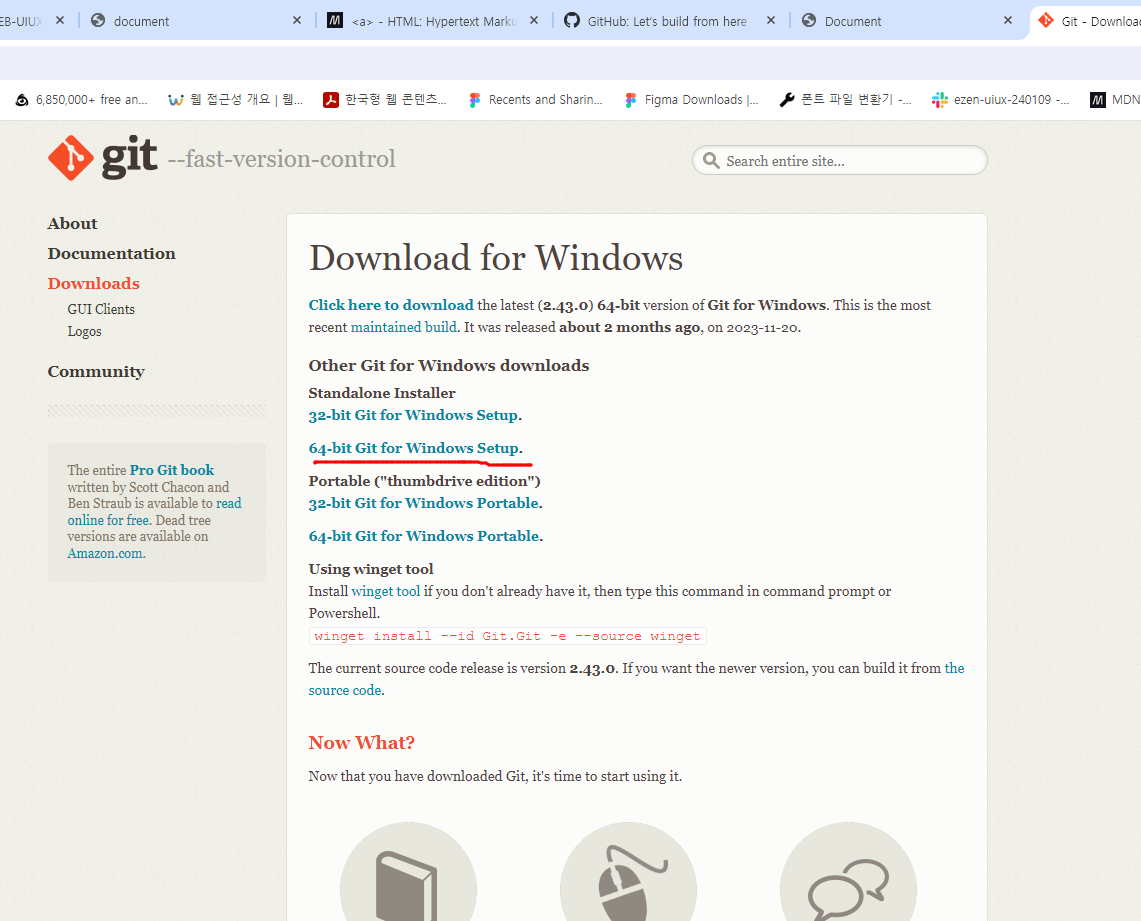 EB-UIUX
document
<a> - HTML: Hypertext Marku
GitHub: Let's build from here
Document
Git - Downloa
6,850,000+ free an...
웹 접근성 개요 | 웹...
한국형 웹 콘텐츠...
Recents and Sharin...
Figma Downloads |...
폰트 파일 변환기 -...
ezen-uiux-240109 -...
MDN
git --fast-version-control
Search entire site...
About
Documentation
Downloads
GUI Clients
Logos
Community
The entire Pro Git book
written by Scott Chacon and
Ben Straub is available to read
online for free. Dead tree
versions are available on
Amazon.com.
Download for Windows
Click here to download the latest (2.43.0) 64-bit version of Git for Windows. This is the most
recent maintained build. It was released about 2 months ago, on 2023-11-20.
Other Git for Windows downloads
Standalone Installer
32-bit Git for Windows Setup.
64-bit Git for Windows Setup.
Portable ("thumbdrive edition")
32-bit Git for Windows Portable.
64-bit Git for Windows Portable.
Using winget tool
Install winget tool if you don't already have it, then type this command in command prompt or
Powershell.
winget install --id Git.Git -e --source winget
The current source code release is version 2.43.0. If you want the newer version, you can build it from the
source code.
Now What?
Now that you have downloaded Git, it's time to start using it.